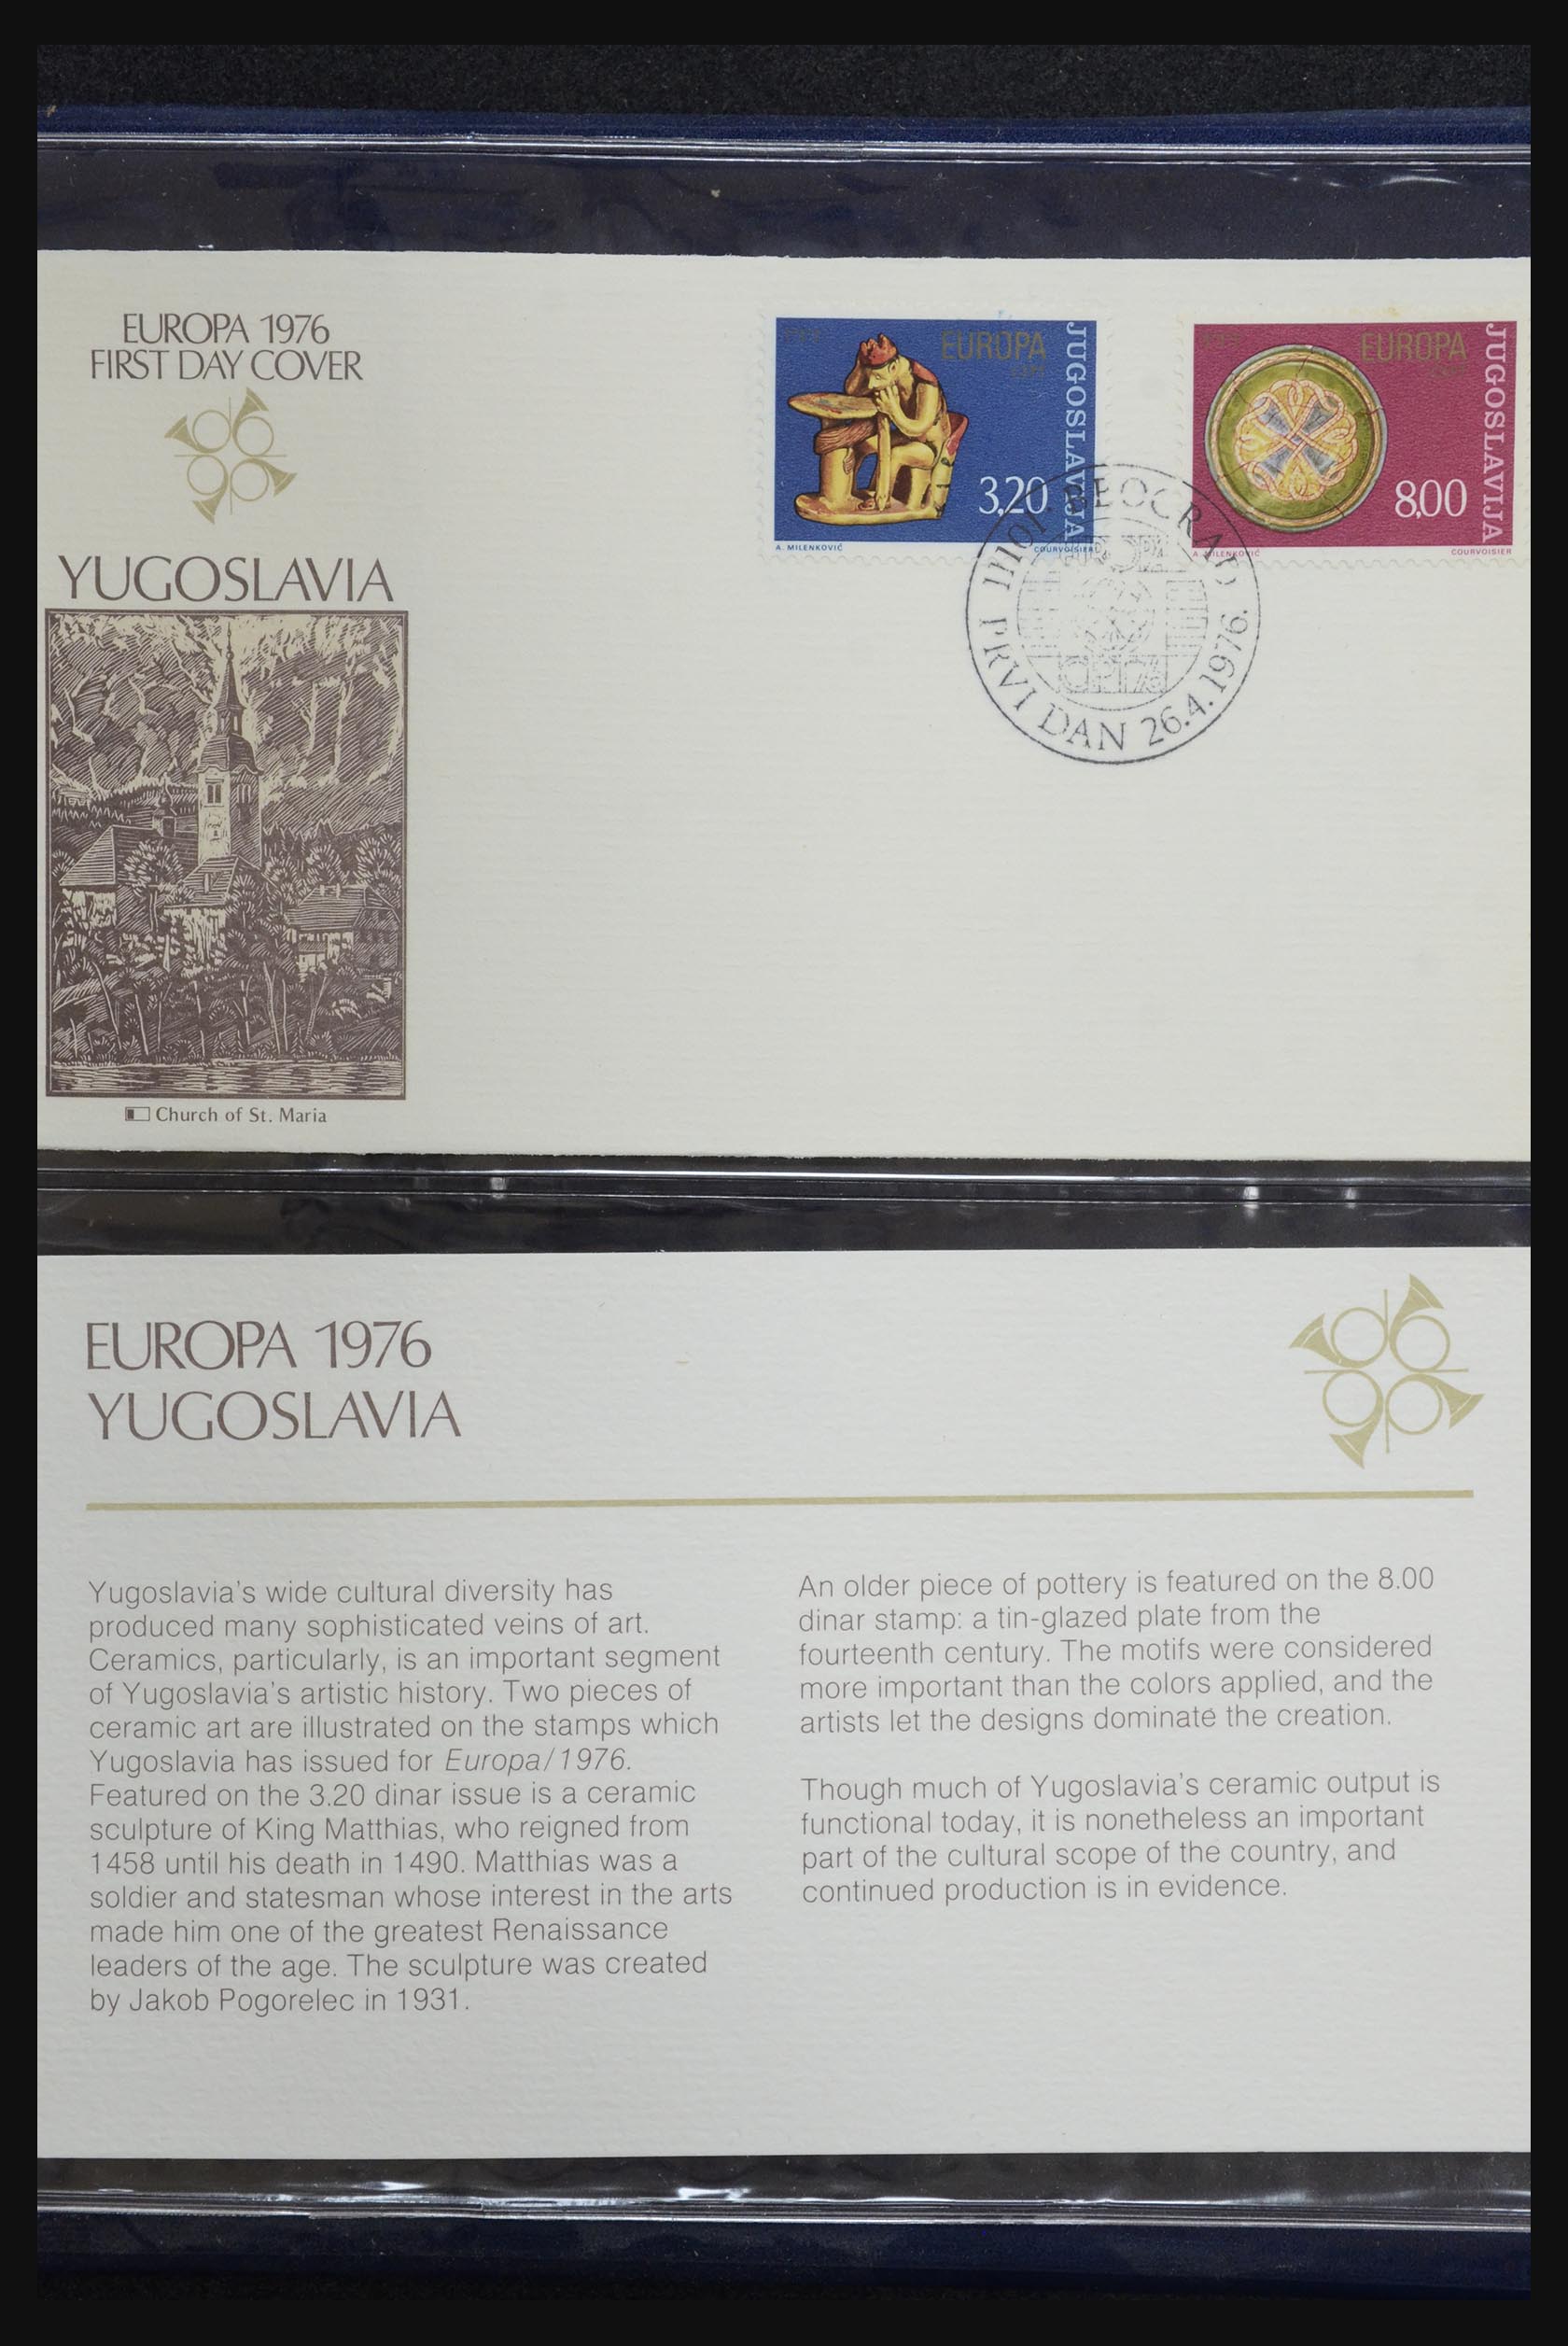 EUROPA 1976
FIRST DAY COVER
YUGOSLAVIA
Church of St. Maria
EUROPA
JUGOSLAVIJA
3,20
A. MILENKOVIĆ
COURVOISIER
EUROPA
JUGOSLAVIJA
8,00
A. MILENKOVIĆ
COURVOISIER
11101 BEOGRAD
PRVI DAN 26.4.1976.
EUROPA 1976
YUGOSLAVIA
Yugoslavia's wide cultural diversity has
produced many sophisticated veins of art.
Ceramics, particularly, is an important segment
of Yugoslavia's artistic history. Two pieces of
ceramic art are illustrated on the stamps which
Yugoslavia has issued for Europa/1976.
Featured on the 3.20 dinar issue is a ceramic
sculpture of King Matthias, who reigned from
1458 until his death in 1490. Matthias was a
soldier and statesman whose interest in the arts
made him one of the greatest Renaissance
leaders of the age. The sculpture was created
by Jakob Pogorelec in 1931.
An older piece of pottery is featured on the 8.00
dinar stamp: a tin-glazed plate from the
fourteenth century. The motifs were considered
more important than the colors applied, and the
artists let the designs dominate the creation.
Though much of Yugoslavia's ceramic output is
functional today, it is nonetheless an important
part of the cultural scope of the country, and
continued production is in evidence.